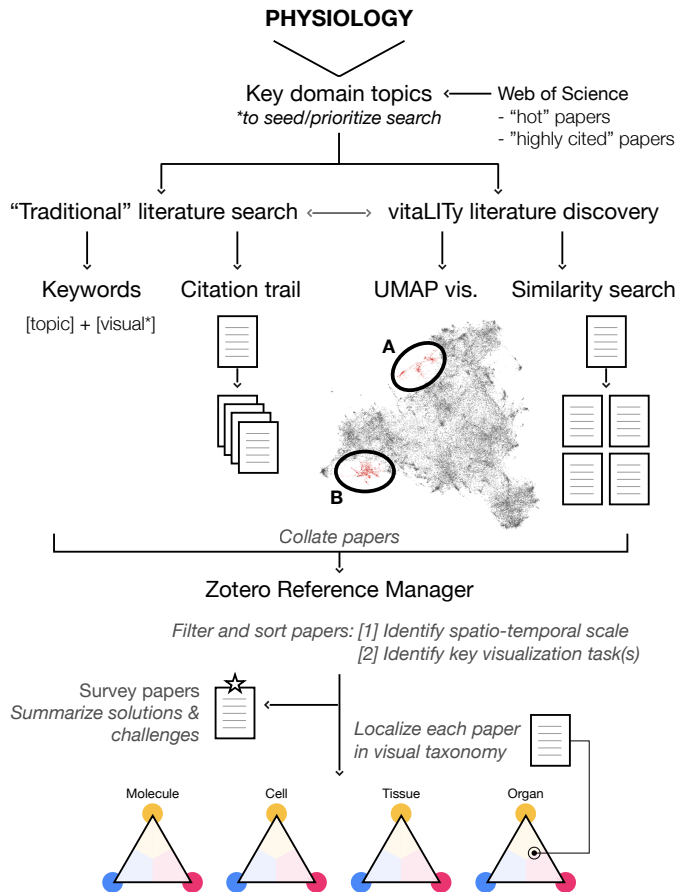 PHYSIOLOGY
Key domain topics
*to seed/prioritize search
Web of Science
- “hot” papers
- ”highly cited” papers
“Traditional” literature search
vitaLITy literature discovery
Keywords
[topic] + [visual*]
Citation trail
UMAP vis.
Similarity search
A
B
Collate papers
Zotero Reference Manager
Filter and sort papers: [1] Identify spatio-temporal scale
[2] Identify key visualization task(s)
Survey papers
Summarize solutions &
challenges
Localize each paper
in visual taxonomy
Molecule
Cell
Tissue
Organ